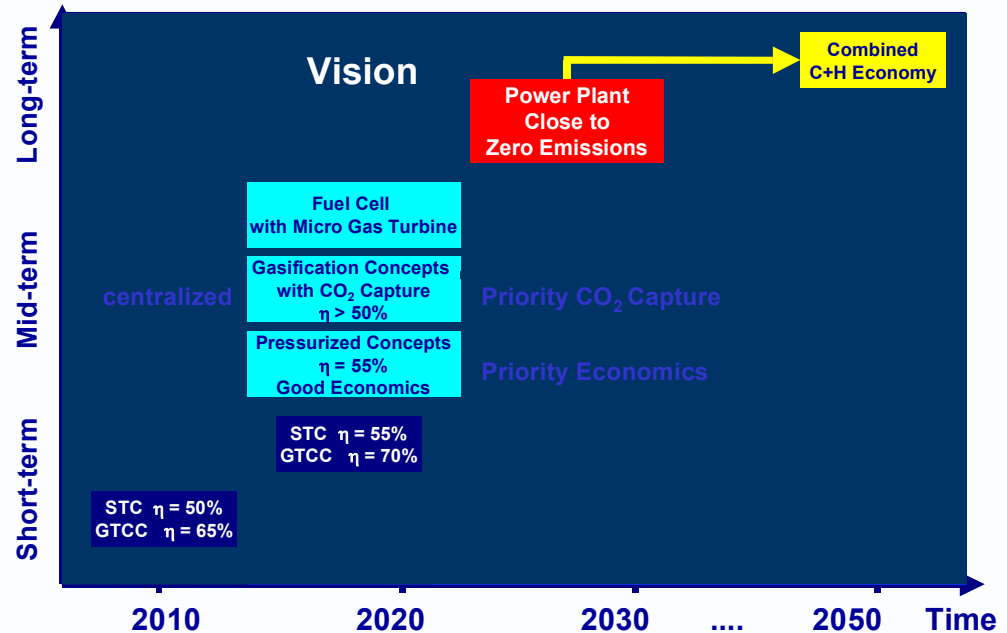 Long-term
Mid-term
Short-term
Vision
Combined
C+H Economy
Power Plant
Close to
Zero Emissions
Fuel Cell
with Micro Gas Turbine
centralized
Gasification Concepts
with CO₂ Capture
η > 50%
Priority CO₂ Capture
Pressurized Concepts
η = 55%
Good Economics
Priority Economics
STC η = 55%
GTCC η = 70%
STC η = 50%
GTCC η = 65%
2010 2020 2030 .... 2050 Time